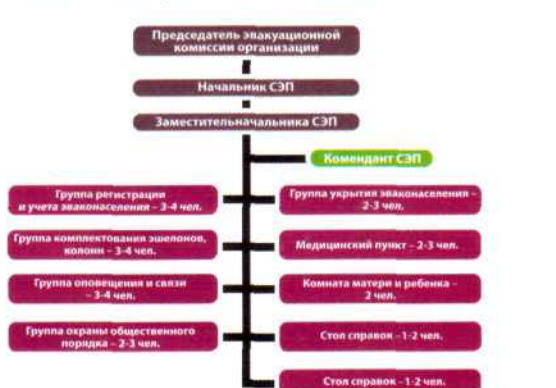 Председатель эвакуационной
комиссии организации
Начальник СЭП
Заместительначальника СЭП
Комендант СЭП
Группа регистрации
и учета эваконаселения – 3-4 чел.
Группа укрытия эваконаселения –
2-3 чел.
Группа комплектования эшелонов,
колонн – 3-4 чел.
Медицинский пункт – 2-3 чел.
Группа оповещения и связи
– 3-4 чел.
Комната матери и ребенка –
2 чел.
Группа охраны общественного
порядка – 2-3 чел.
Стол справок – 1-2 чел.
Стол справок – 1-2 чел.